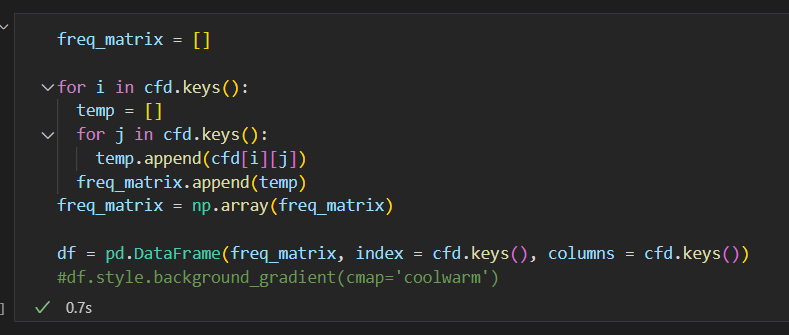 freq_matrix = []
for i in cfd.keys():
temp = []
for j in cfd.keys():
temp.append(cfd[i][j])
freq_matrix.append(temp)
freq_matrix = np.array(freq_matrix)
df = pd.DataFrame(freq_matrix, index = cfd.keys(), columns = cfd.keys())
#df.style.background_gradient(cmap='coolwarm')
] ✓ 0.7s